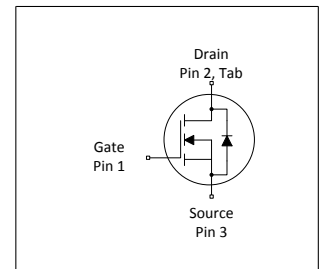 Drain
Pin 2, Tab
Gate
Pin 1
Source
Pin 3